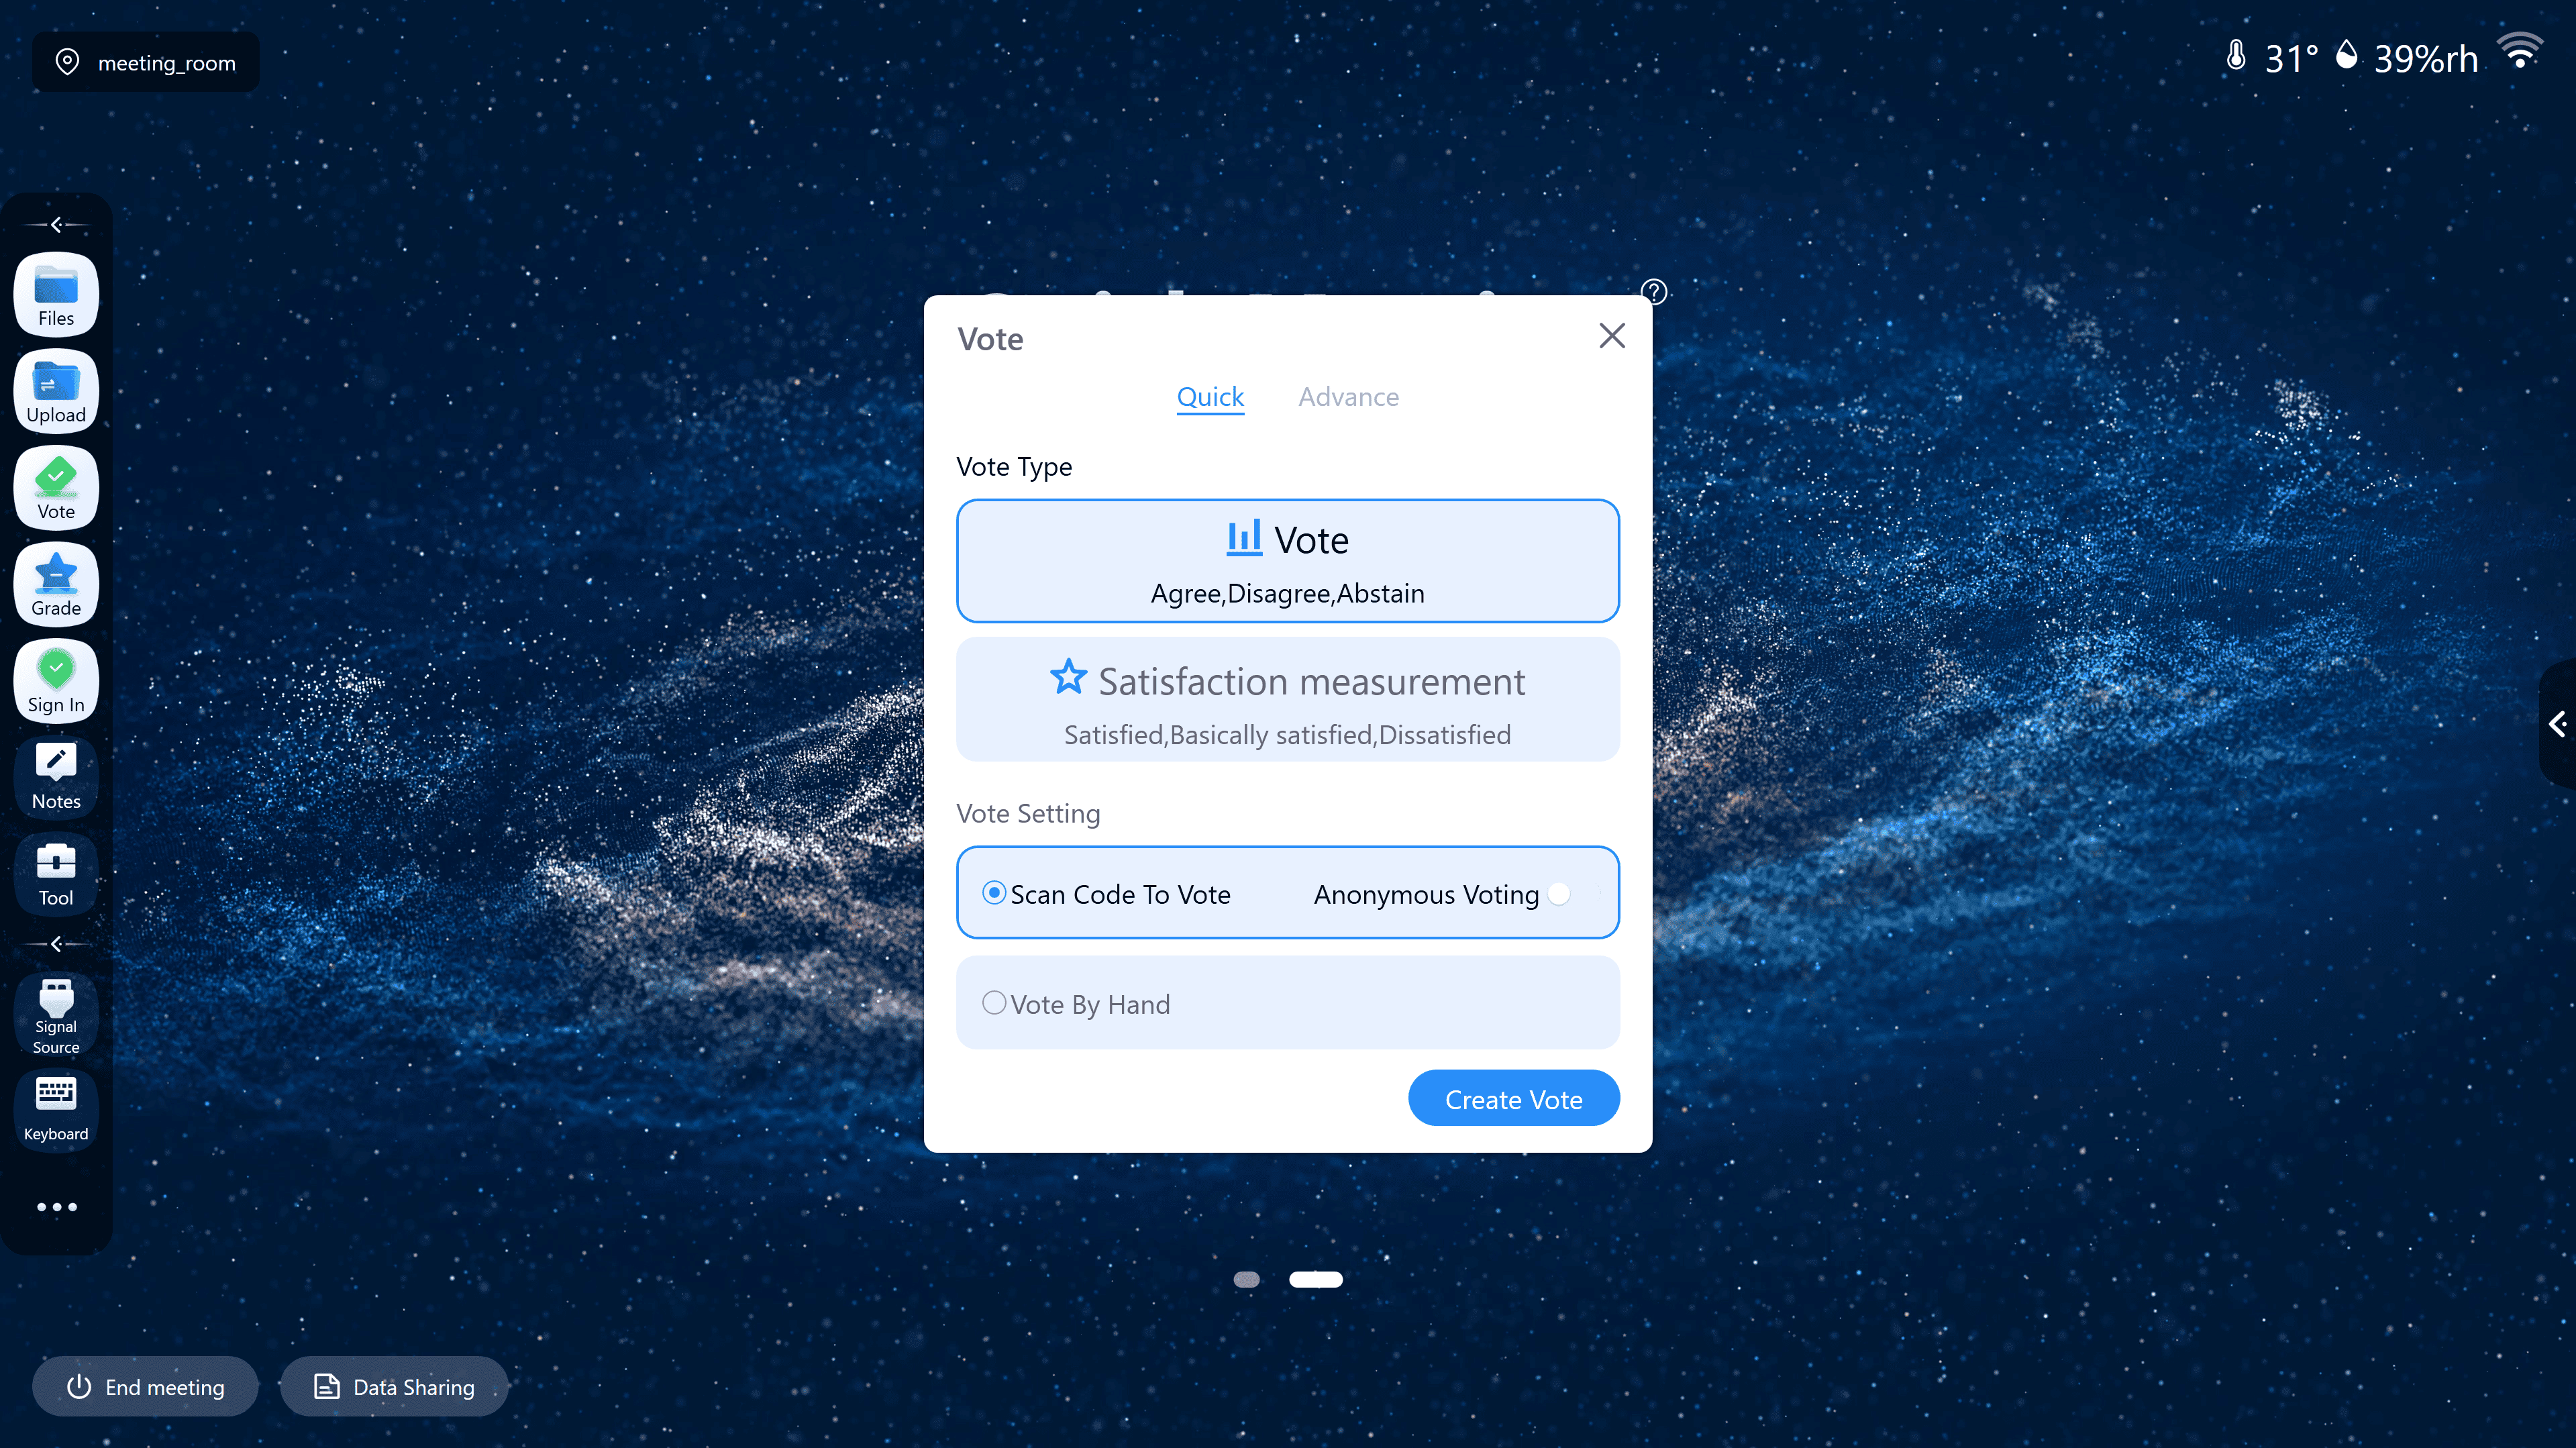 meeting_room
31° 39%rh
Files
Upload
Vote
Grade
Sign In
Notes
Tool
Signal
Source
Keyboard
Vote
Quick Advance
Vote Type
Vote
Agree,Disagree,Abstain
Satisfaction measurement
Satisfied,Basically satisfied,Dissatisfied
Vote Setting
Scan Code To Vote Anonymous Voting
Vote By Hand
Create Vote
End meeting Data Sharing